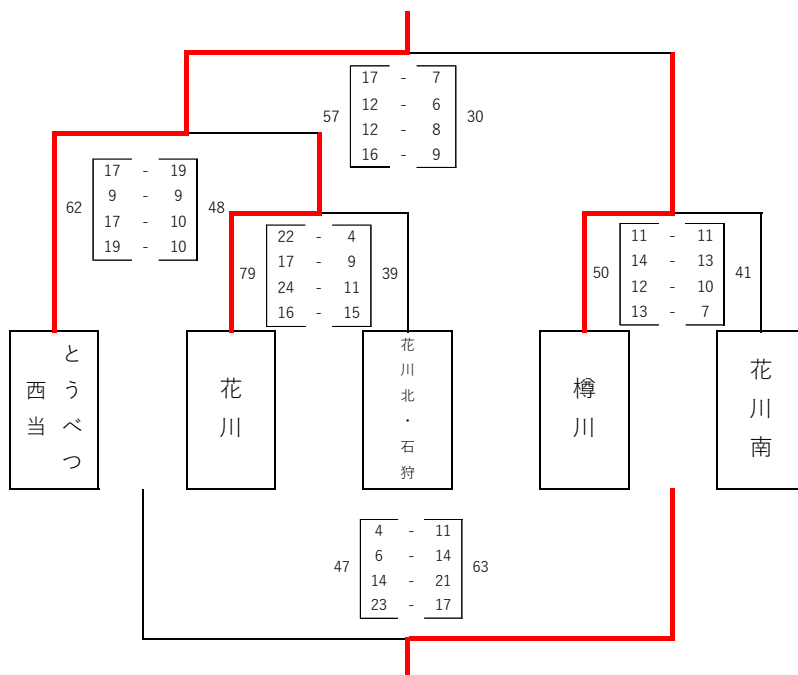 17 - 7
12 - 6
57 30
12 - 8
16 - 9
17 - 19
9 - 9
62 48
17 - 10
19 - 10
22 - 4
17 - 9
79 39
24 - 11
16 - 15
11 - 11
14 - 13
50 41
12 - 10
13 - 7
とうべつ
西当
花川
花川北・石狩
樽川
花川南
4 - 11
6 - 14
47 63
14 - 21
23 - 17